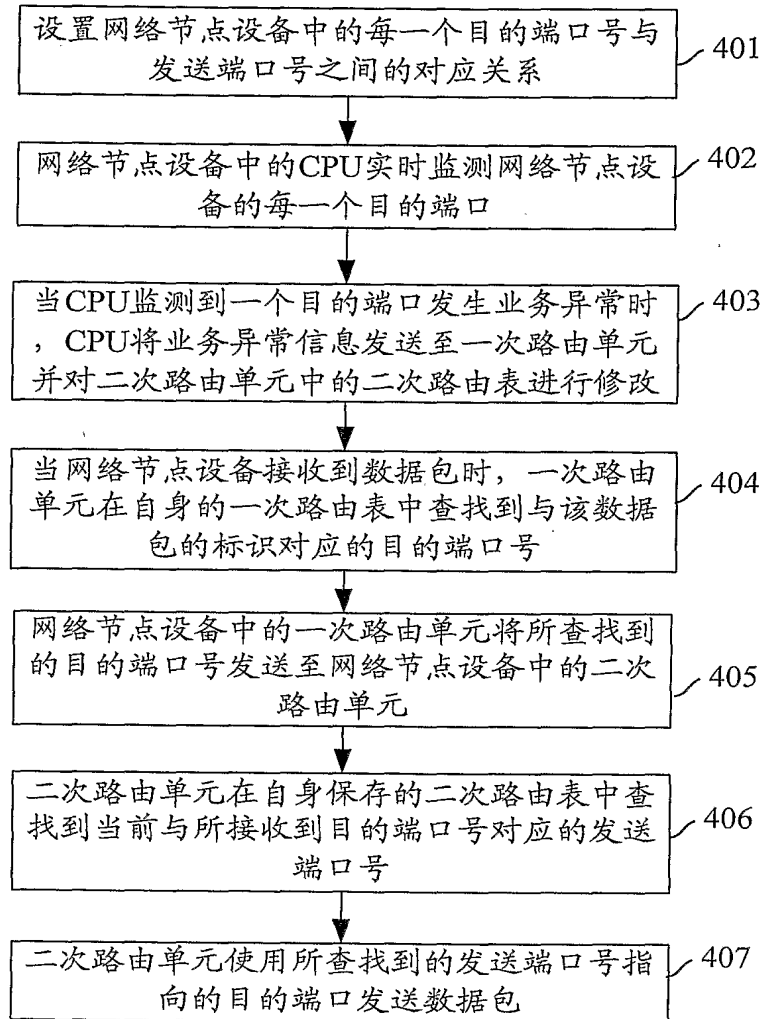 设置网络节点设备中的每一个目的端口号与
发送端口号之间的对应关系
401
网络节点设备中的CPU实时监测网络节点设
备的每一个目的端口
402
当CPU监测到一个目的端口发生业务异常时
，CPU将业务异常信息发送至一次路由单元
并对二次路由单元中的二次路由表进行修改
403
当网络节点设备接收到数据包时，一次路由
单元在自身的一次路由表中查找到与该数据
包的标识对应的目的端口号
404
网络节点设备中的一次路由单元将所查找到
的目的端口号发送至网络节点设备中的二次
路由单元
405
二次路由单元在自身保存的二次路由表中查
找到当前与所接收到目的端口号对应的发送
端口号
406
二次路由单元使用所查找到的发送端口号指
向的目的端口发送数据包
407